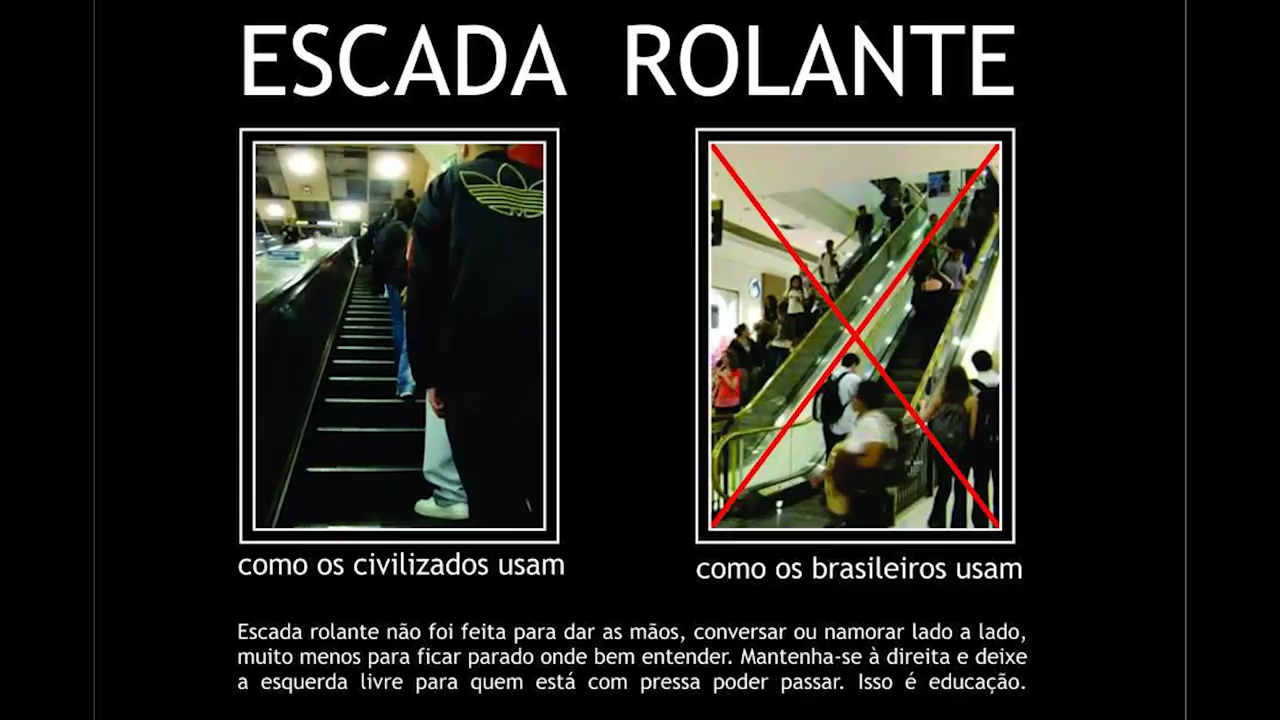 ESCADA ROLANTE
como os civilizados usam
como os brasileiros usam
Escada rolante não foi feita para dar as mãos, conversar ou namorar lado a lado,
muito menos para ficar parado onde bem entender. Mantenha-se à direita e deixe
a esquerda livre para quem está com pressa poder passar. Isso é educação.